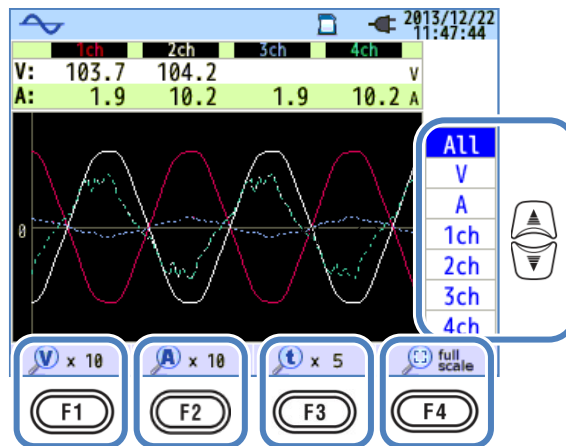 2013/12/22
11:47:44
1ch 2ch 3ch 4ch
V: 103.7 104.2 V
A: 1.9 10.2 1.9 10.2 A
0
All
V
A
1ch
2ch
3ch
4ch
V x 10
A x 10
t x 5
full
scale
F1
F2
F3
F4